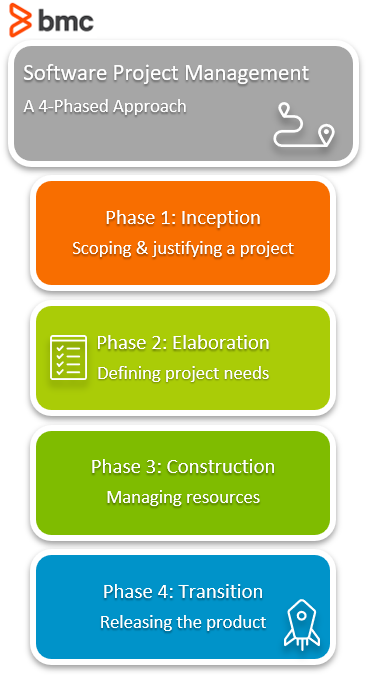 bmc
Software Project Management
A 4-Phased Approach
Phase 1: Inception
Scoping & justifying a project
Phase 2: Elaboration
Defining project needs
Phase 3: Construction
Managing resources
Phase 4: Transition
Releasing the product